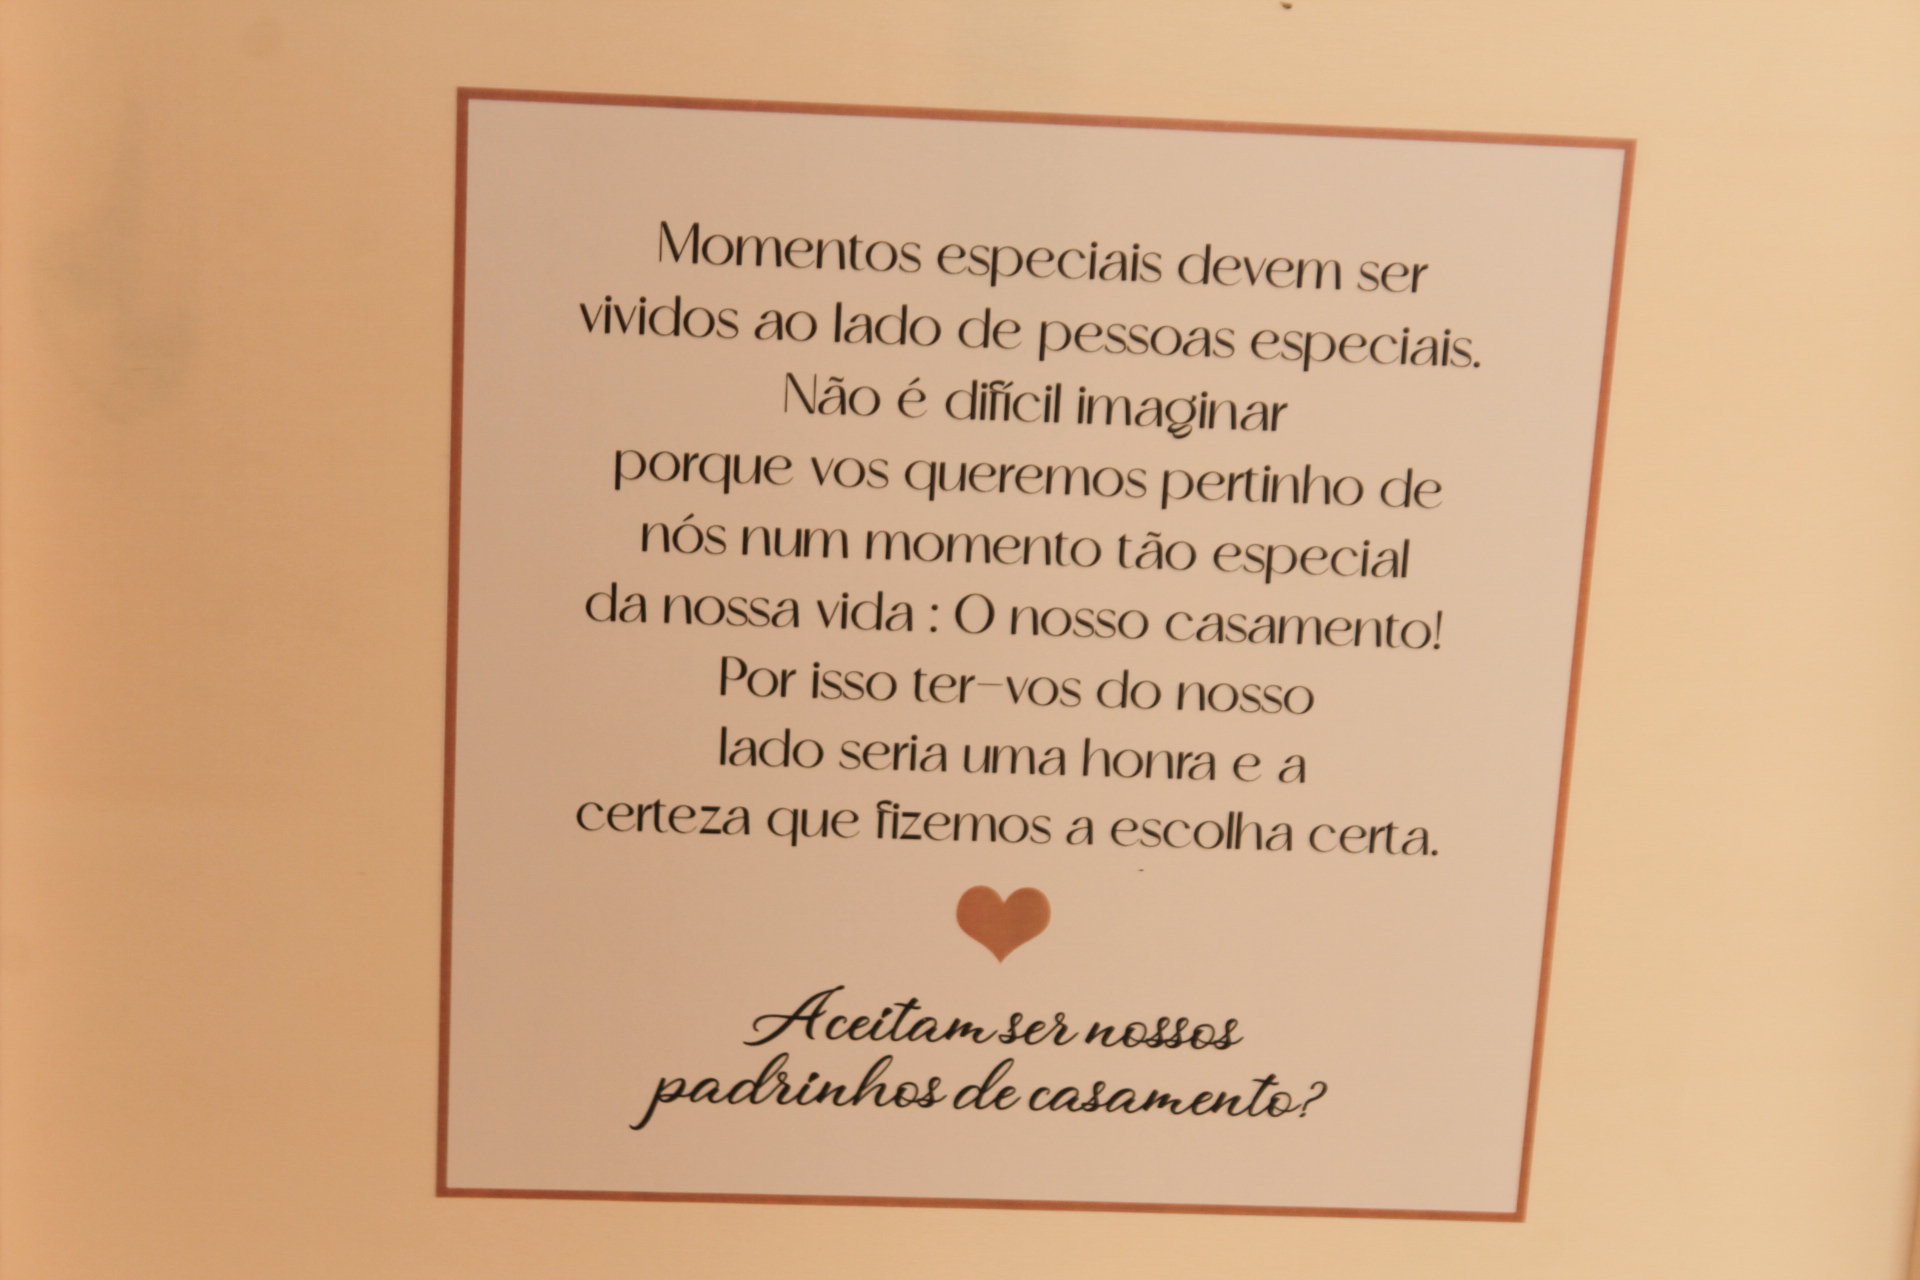 Momentos especiais devem ser
vividos ao lado de pessoas especiais.
Não é difícil imaginar
porque vos queremos pertinho de
nós num momento tão especial
da nossa vida : O nosso casamento!
Por isso ter-vos do nosso
lado seria uma honra e a
certeza que fizemos a escolha certa.
Aceitam ser nossos
padrinhos de casamento?